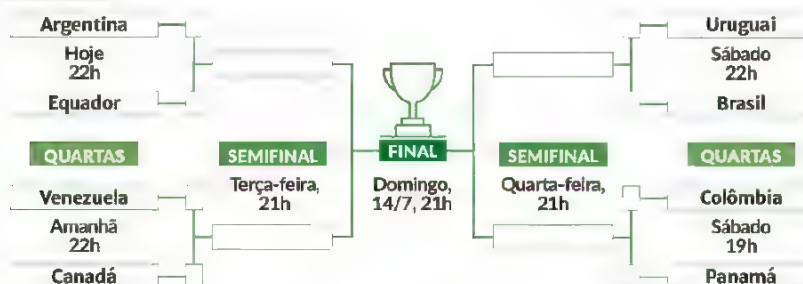 Argentina
Hoje
22h
Equador
QUARTAS
Venezuela
Amanhã
22h
Canadá
SEMIFINAL
Terça-feira,
21h
FINAL
Domingo,
14/7, 21h
SEMIFINAL
Quarta-feira,
21h
Uruguai
Sábado
22h
Brasil
QUARTAS
Colômbia
Sábado
19h
Panamá